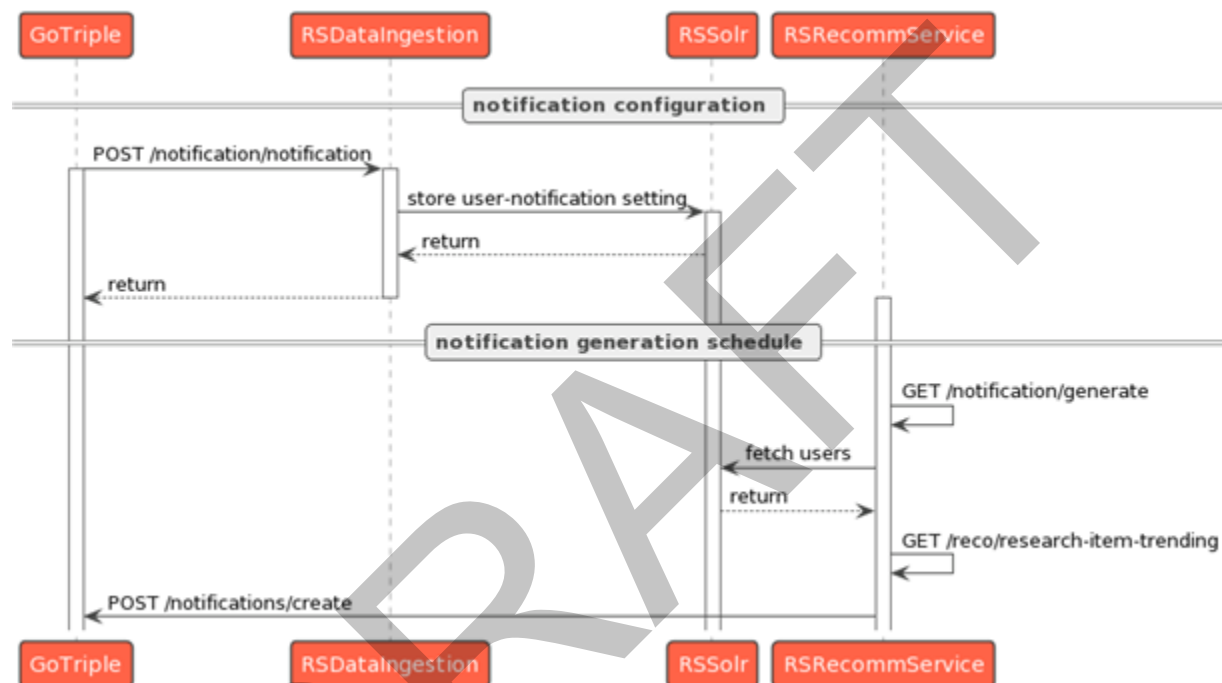 GoTriple RSDataIngestion RSSolr RSRecommService
notification configuration
POST /notification/notification
store user-notification setting
return
return
notification generation schedule
GET /notification/generate
fetch users
return
GET /reco/research-item-trending
POST /notifications/create
GoTriple RSDataIngestion RSSolr RSRecommService
RAFT